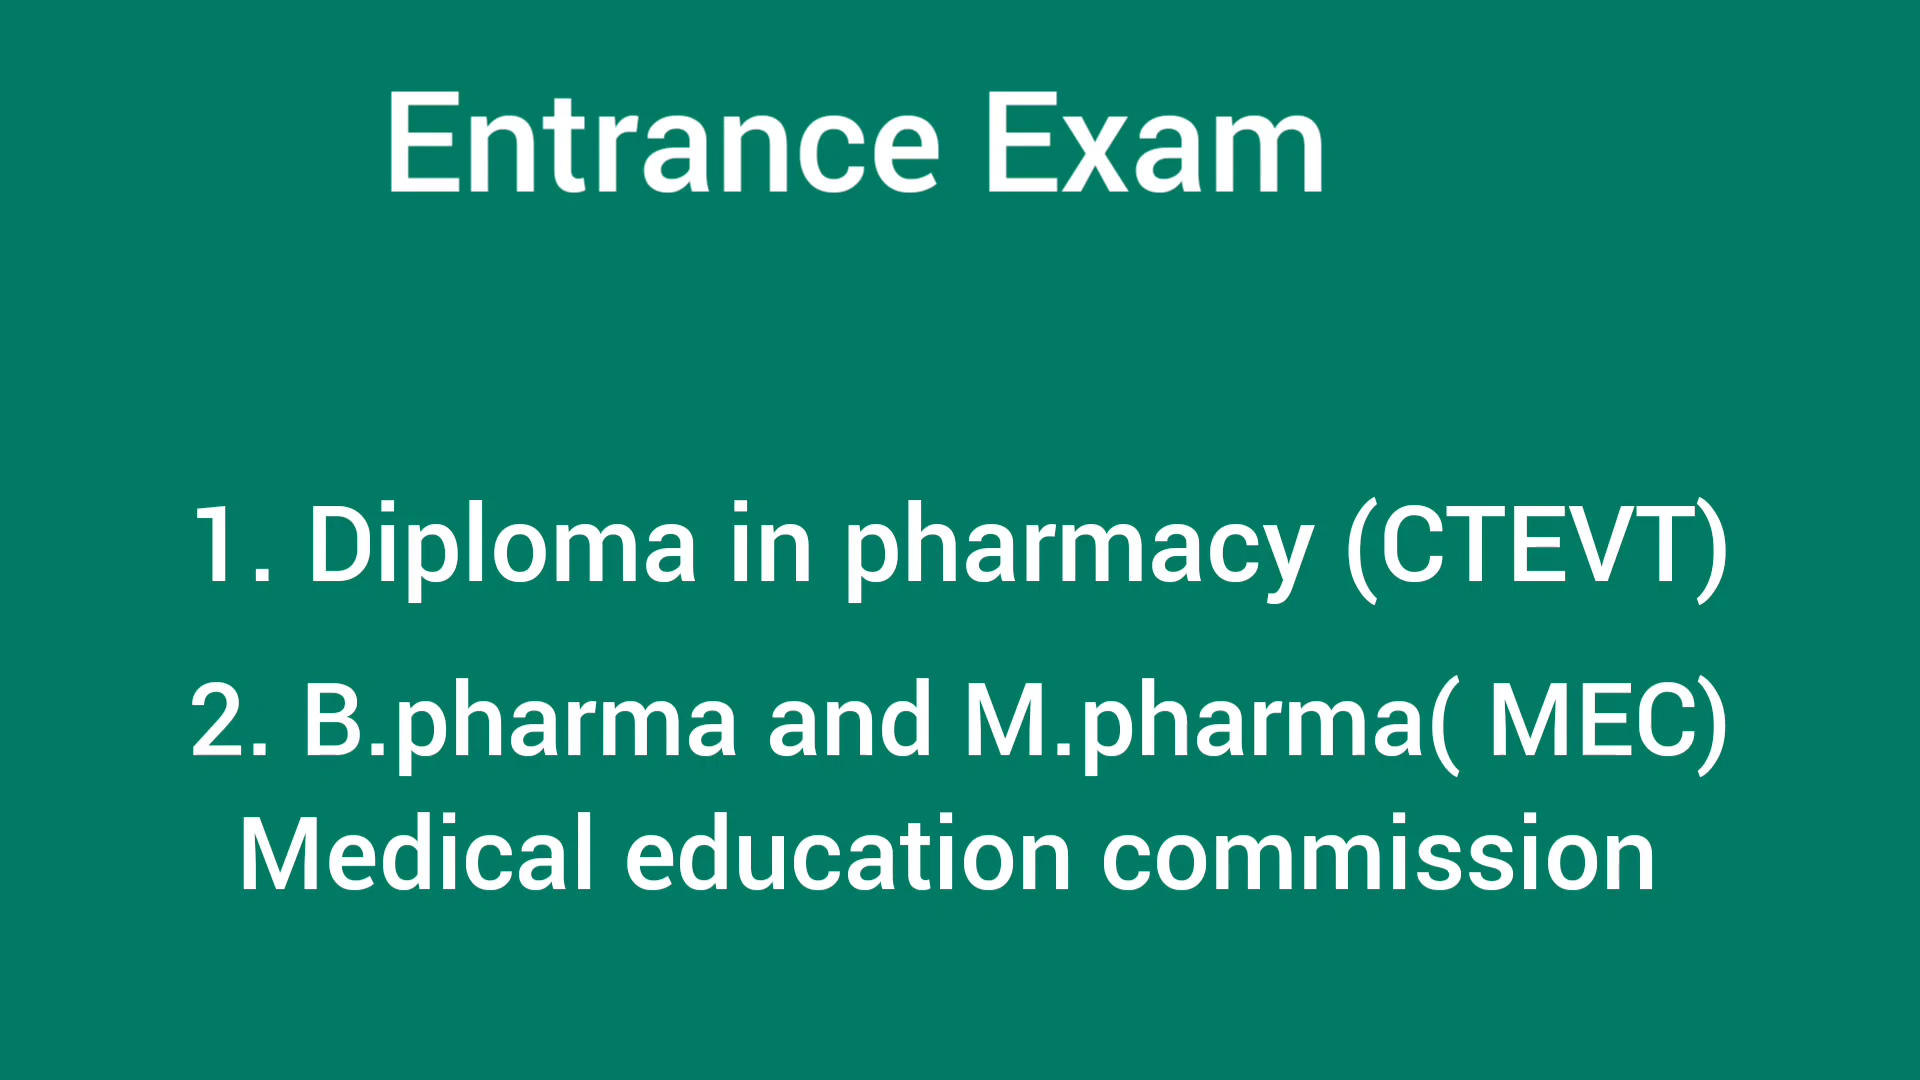 Entrance Exam
1. Diploma in pharmacy (CTEVT)
2. B.pharma and M.pharma( MEC)
Medical education commission